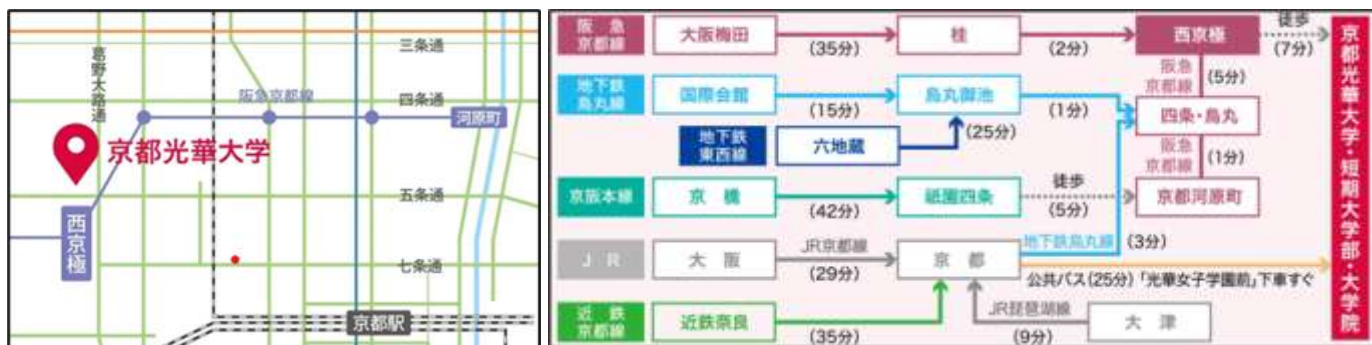 三条通
葛野大路通
阪急京都線
四条通
河原町
京都光華大学
五条通
西京極
七条通
京都駅
阪急
京都線
大阪梅田
(35分)
桂
(2分)
西京極
徒歩
(7分)
阪急
京都線
(5分)
地下鉄
烏丸線
国際会館
(15分)
烏丸御池
(1分)
四条・烏丸
地下鉄
東西線
六地蔵
(25分)
阪急
京都線
(1分)
京阪本線
京橋
(42分)
祇園四条
徒歩
(5分)
京都河原町
地下鉄烏丸線
(3分)
JR
大阪
JR京都線
(29分)
京都
公共バス(25分)「光華女子学園前」下車すぐ
近鉄
京都線
近鉄奈良
(35分)
JR琵琶湖線
(9分)
大津
京都光華大学・短期大学部・大学院